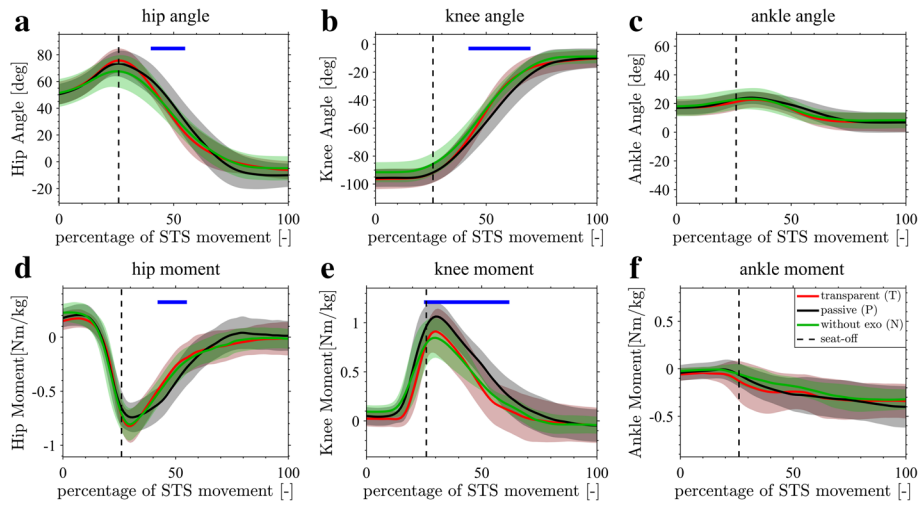 a
hip angle
b
knee angle
c
ankle angle
Hip Angle [deg]
80
60
40
20
0
-20
0
50
100
percentage of STS movement [-]
Knee Angle [deg]
0
-20
-40
-60
-80
-100
0
50
100
percentage of STS movement [-]
Ankle Angle [deg]
60
40
20
0
-20
-40
0
50
100
percentage of STS movement [-]
d
hip moment
e
knee moment
f
ankle moment
Hip Moment[Nm/kg]
0
-0.5
-1
0
50
100
percentage of STS movement [-]
Knee Moment[Nm/kg]
1
0.5
0
0
50
100
percentage of STS movement [-]
Ankle Moment[Nm/kg]
0.5
0
-0.5
0
50
100
percentage of STS movement [-]
transparent (T)
passive (P)
without exo (N)
seat-off